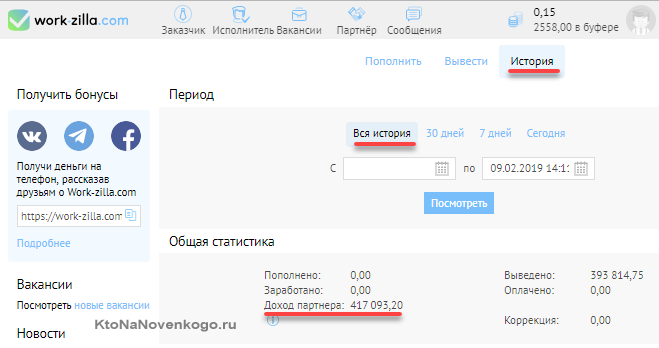 work-zilla.com
Заказчик
Исполнитель
Вакансии
Партнёр
Сообщения
0,15
2558,00 в буфере
Пополнить
Вывести
История
Получить бонусы
Получи деньги на
телефон, рассказав
друзьям о Work-zilla.com
https://work-zilla.com
Подробнее
Вакансии
Посмотреть новые вакансии
Новости
Период
Вся история
30 дней
7 дней
Сегодня
С
по
09.02.2019 14:11
Посмотреть
Общая статистика
Пополнено: 0,00
Заработано: 0,00
Доход партнера: 417 093,20
Выведено: 393 814,75
Оплачено: 0,00
Коррекция: 0,00
KtoNaNovenkogo.ru